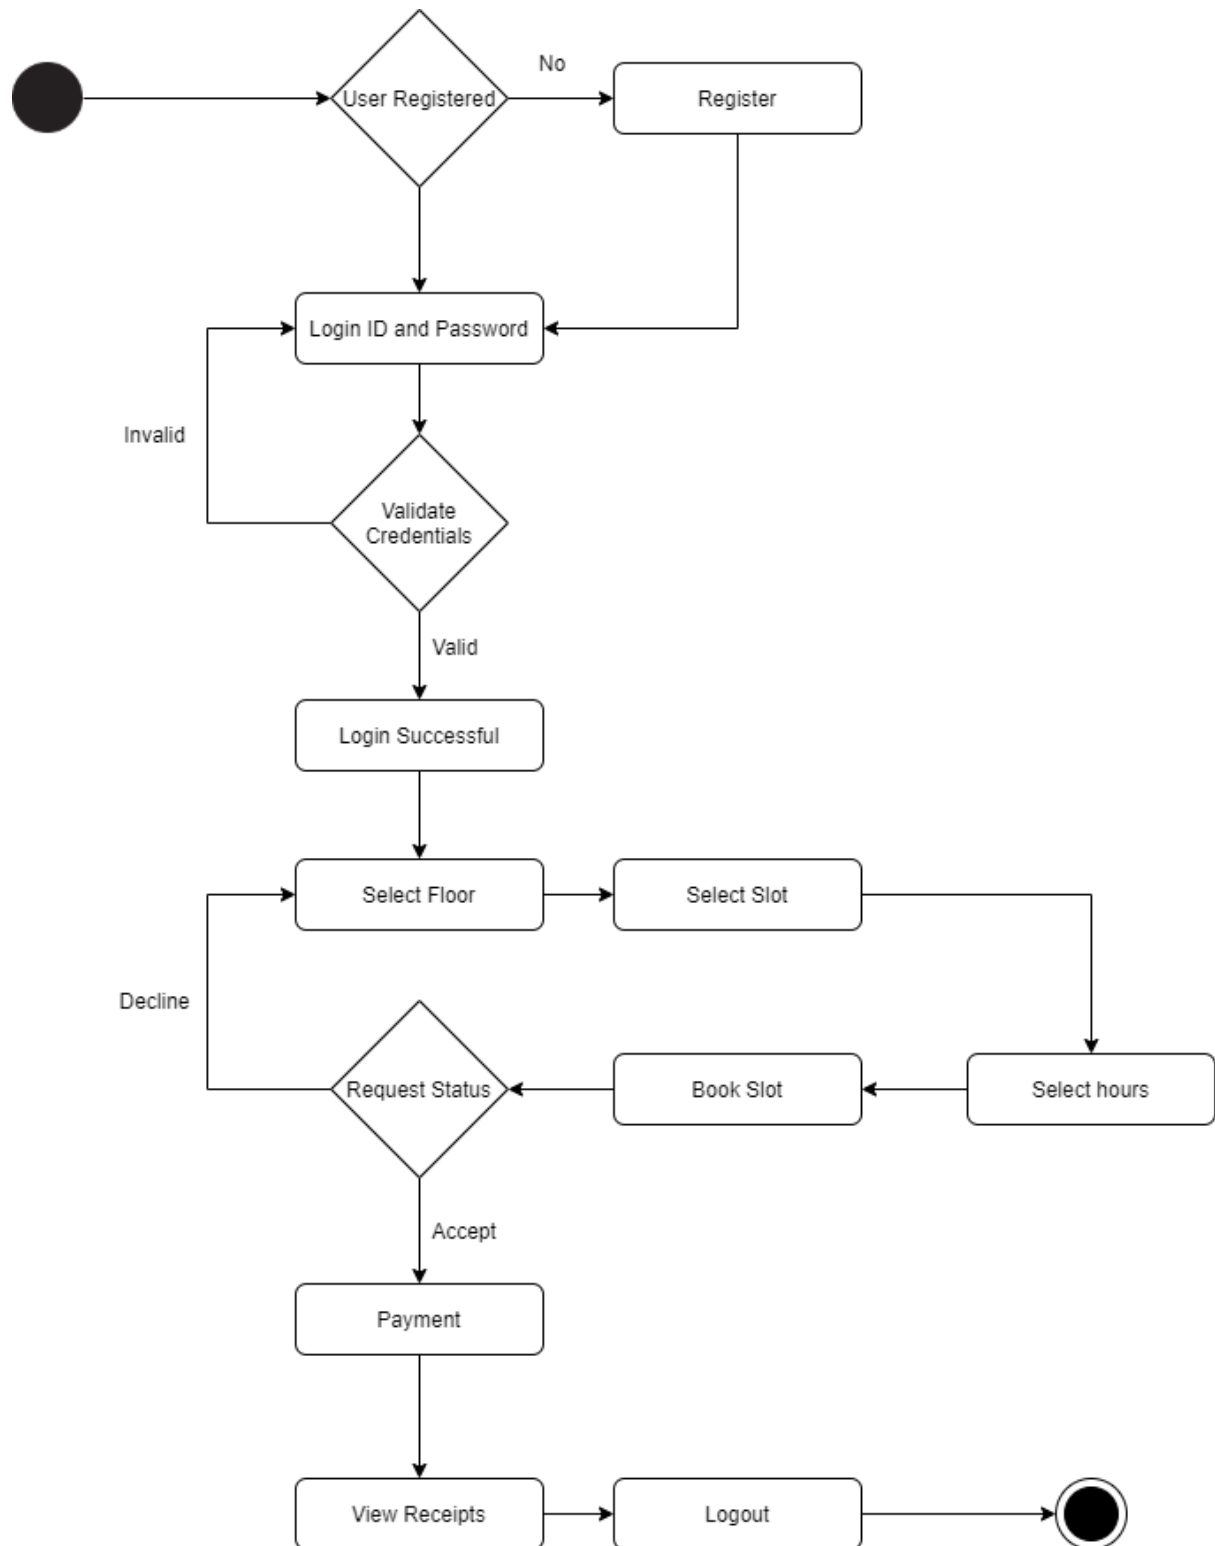 No
User Registered
Register
Login ID and Password
Invalid
Validate
Credentials
Valid
Login Successful
Select Floor
Select Slot
Decline
Request Status
Book Slot
Select hours
Accept
Payment
View Receipts
Logout